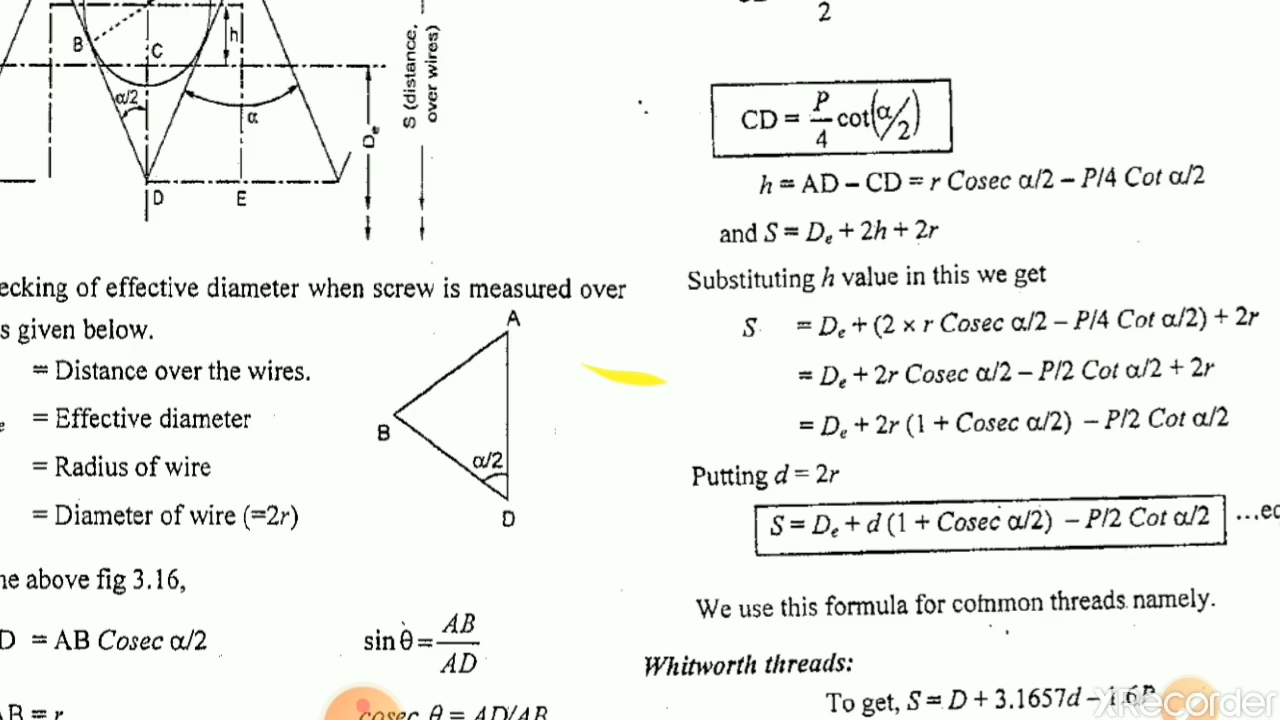 B
C
h
α/2
α
D
E
De
S (distance,
over wires)
2
CD = P/4 cot(α/2)
h = AD – CD = r Cosec α/2 – P/4 Cot α/2
and S = De + 2h + 2r
Substituting h value in this we get
S = De + (2 × r Cosec α/2 – P/4 Cot α/2) + 2r
= De + 2r Cosec α/2 – P/2 Cot α/2 + 2r
= De + 2r (1 + Cosec α/2) – P/2 Cot α/2
Putting d = 2r
S = De + d (1 + Cosec α/2) – P/2 Cot α/2
We use this formula for common threads namely.
Whitworth threads:
To get, S = D + 3.1657d – 1.6P
ecking of effective diameter when screw is measured over
s given below.
= Distance over the wires.
e = Effective diameter
= Radius of wire
= Diameter of wire (=2r)
A
B
α/2
D
ne above fig 3.16,
D = AB Cosec α/2
sin θ = AB/AD
AB = r
cosec θ = AD/AB
XRecorder